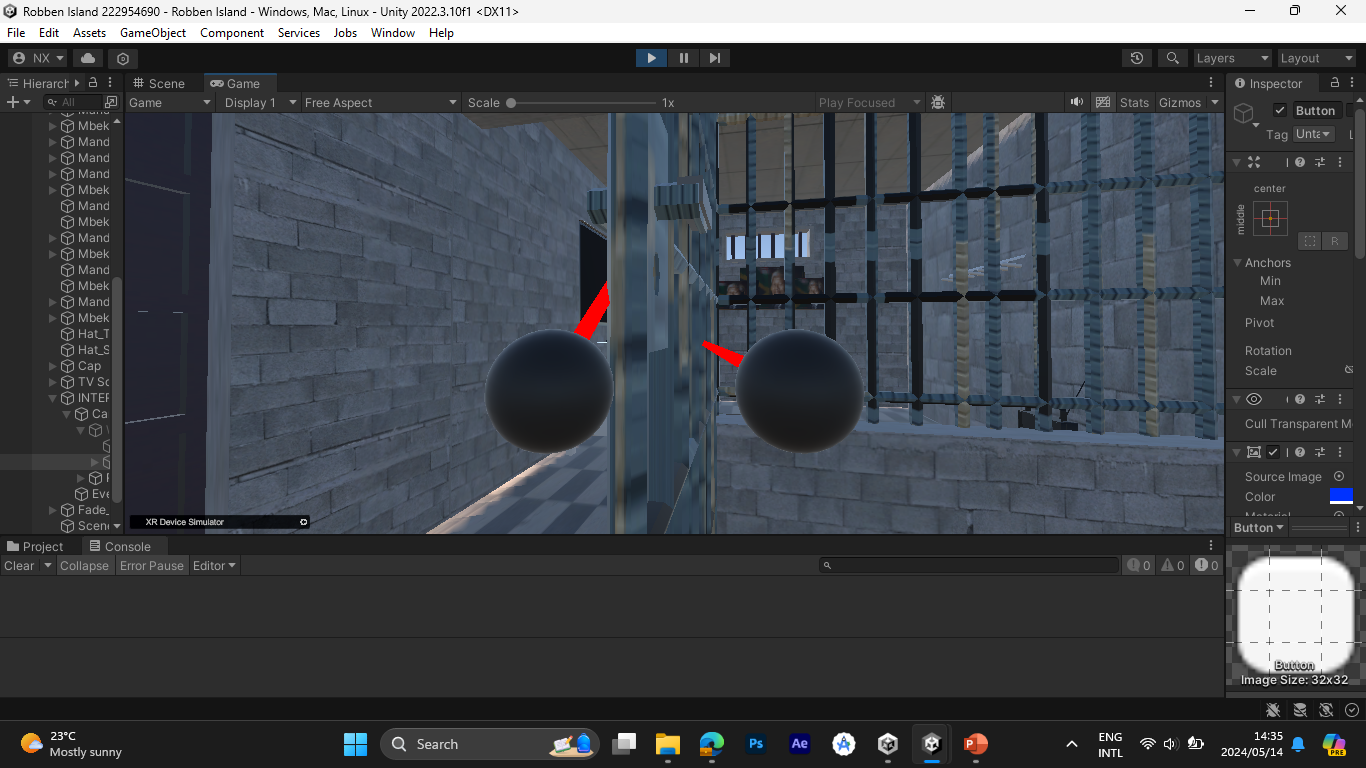 Robben Island 222954690 - Robben Island - Windows, Mac, Linux - Unity 2022.3.10f1 <DX11>
File Edit Assets GameObject Component Services Jobs Window Help
NX Layers Layout
Hierarch Scene Game Inspector
All Game Display 1 Free Aspect Scale 1x Play Focused Stats Gizmos
Button
Tag Unta
Mbek
Mand
Mand
Mand
Mbek
Mand
Mbek
Mand
Mbek
Mand
Mbek
Mand
Mbek
Hat_T
Hat_S
Cap
TV Sc
INTER
Ca
Eve
Fade_
Scene
center
middle
R
Anchors
Min
Max
Pivot
Rotation
Scale
Cull Transparent M
Source Image
Color
XR Device Simulator
Button
Project Console
Clear Collapse Error Pause Editor 0 0 0
Button
Image Size: 32x32
23°C
Mostly sunny
Search
Ps
Ae
P
ENG
INTL
14:35
2024/05/14
PRE